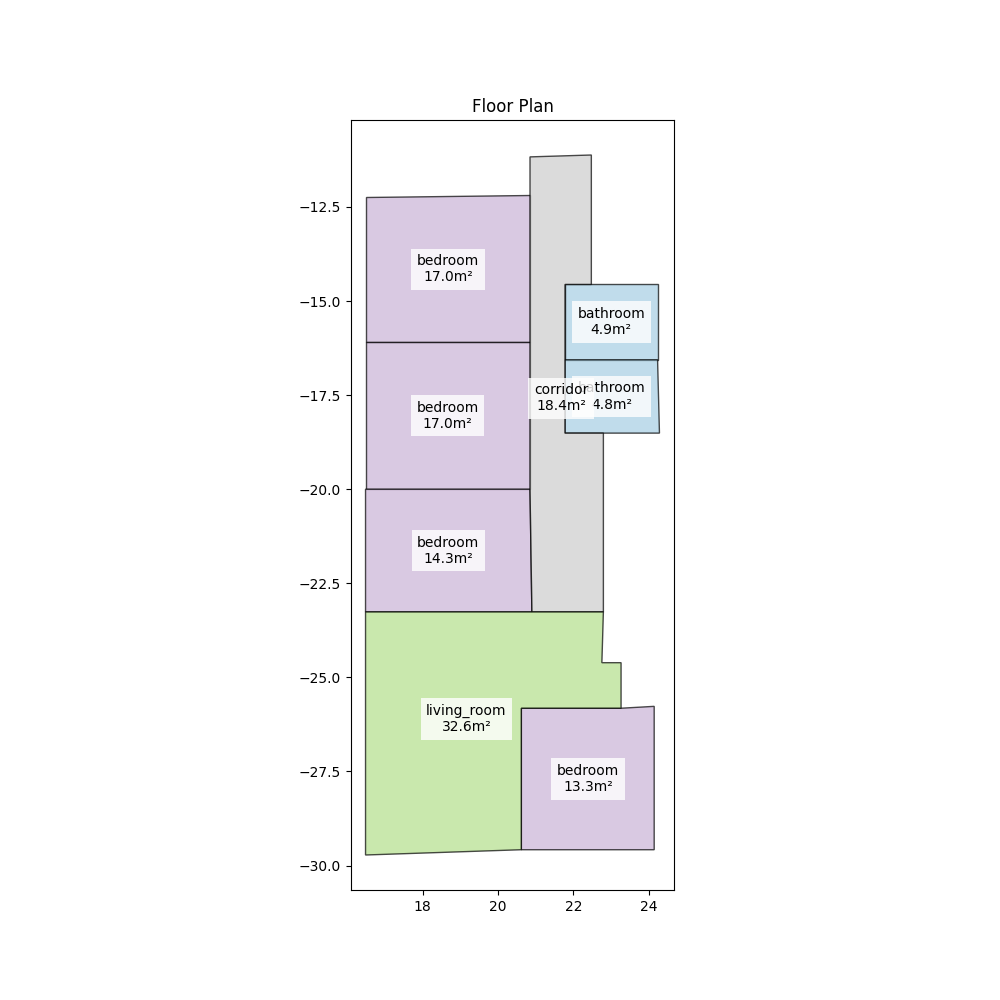 Floor Plan
−12.5
−15.0
−17.5
−20.0
−22.5
−25.0
−27.5
−30.0
bedroom
17.0m²
bathroom
4.9m²
corridor
18.4m²
throoom
4.8m²
bedroom
17.0m²
bedroom
14.3m²
living_room
32.6m²
bedroom
13.3m²
18
20
22
24